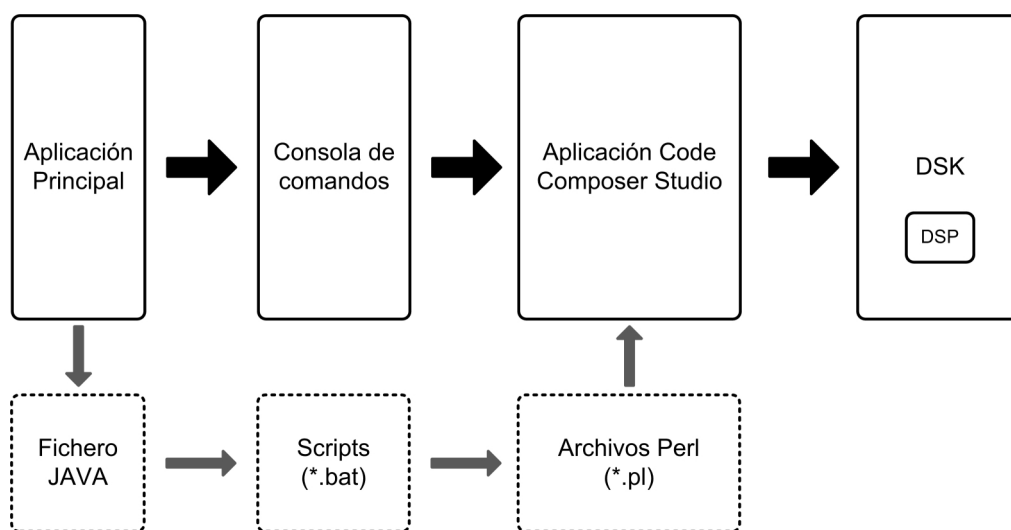 Aplicación
Principal
Consola de
comandos
Aplicación Code
Composer Studio
DSK
DSP
Fichero
JAVA
Scripts
(*.bat)
Archivos Perl
(*.pl)